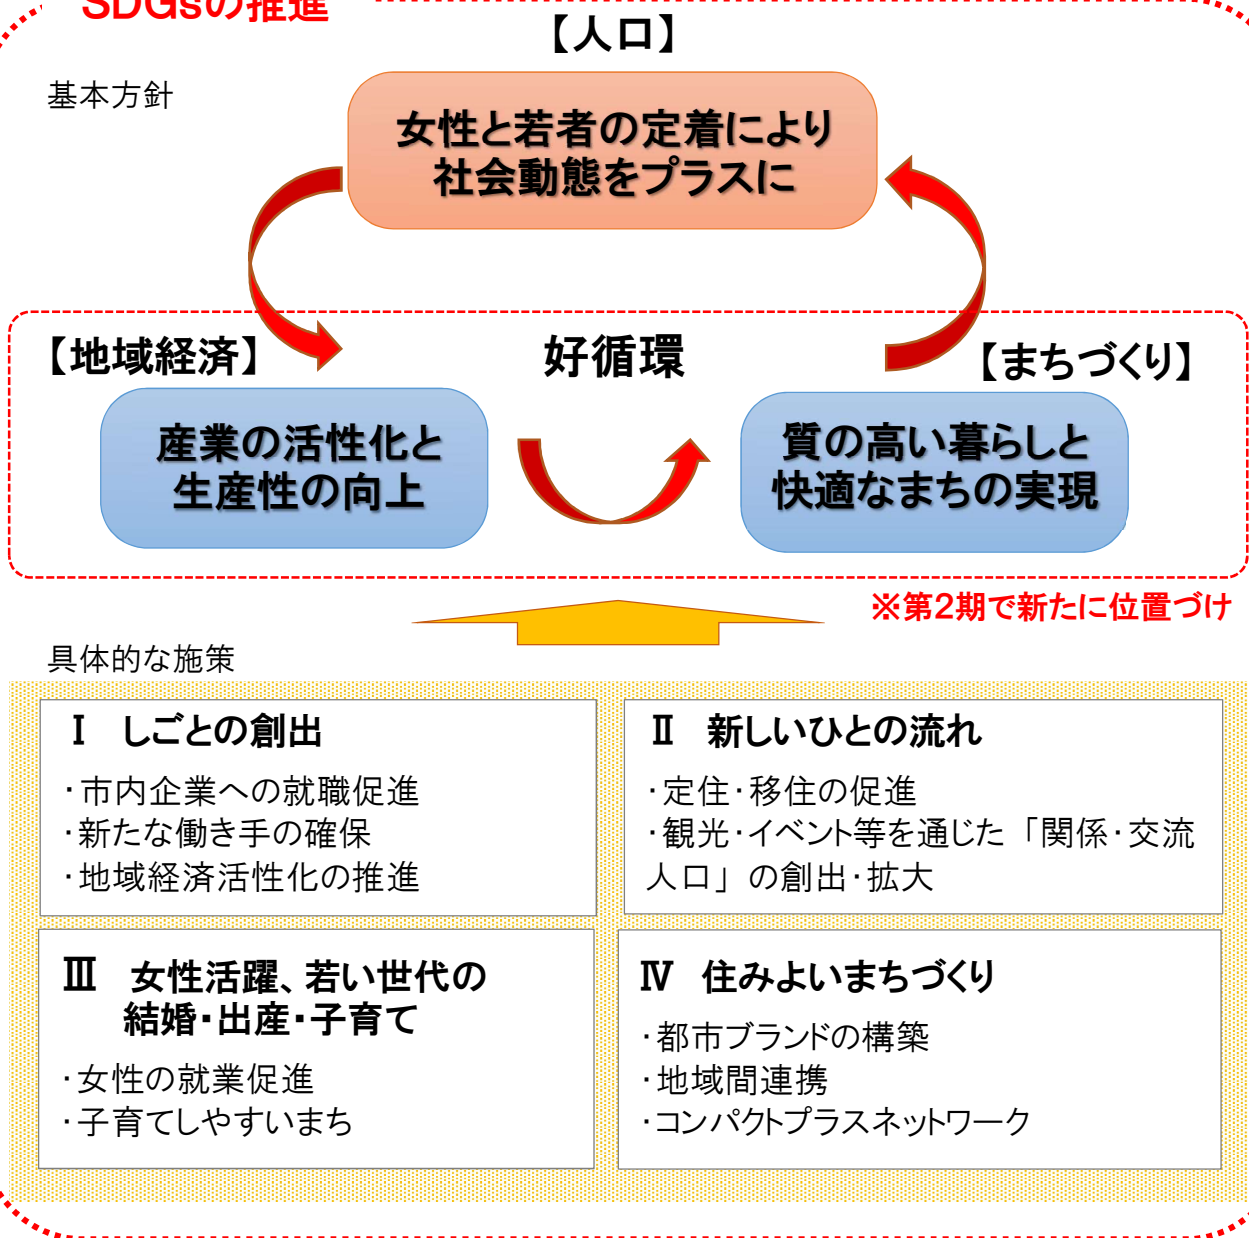 SDGsの推進
【人口】
基本方針
女性と若者の定着により
社会動態をプラスに
【地域経済】
好循環
【まちづくり】
産業の活性化と
生産性の向上
質の高い暮らしと
快適なまちの実現
※第2期で新たに位置づけ
具体的な施策
Ⅰ しごとの創出
・市内企業への就職促進
・新たな働き手の確保
・地域経済活性化の推進
Ⅱ 新しいひとの流れ
・定住・移住の促進
・観光・イベント等を通じた「関係・交流
人口」の創出・拡大
Ⅲ 女性活躍、若い世代の
結婚・出産・子育て
・女性の就業促進
・子育てしやすいまち
Ⅳ 住みよいまちづくり
・都市ブランドの構築
・地域間連携
・コンパクトプラスネットワーク